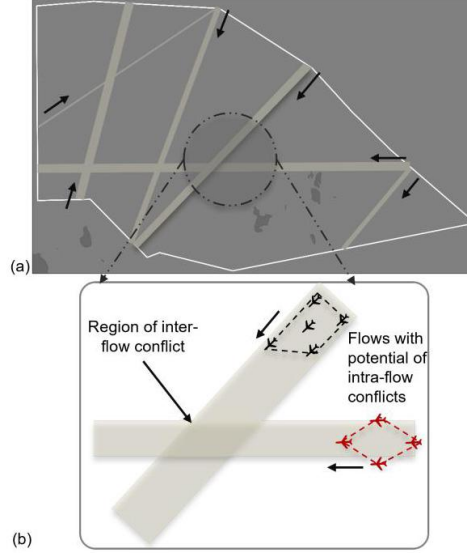 (a)
Region of inter-
flow conflict
Flows with
potential of
intra-flow
conflicts
(b)